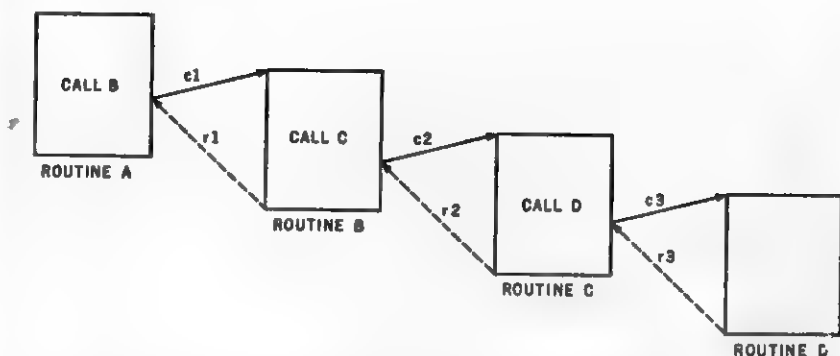 CALL B
c1
r1
ROUTINE A
CALL C
c2
r2
ROUTINE B
CALL D
c3
r3
ROUTINE C
ROUTINE D